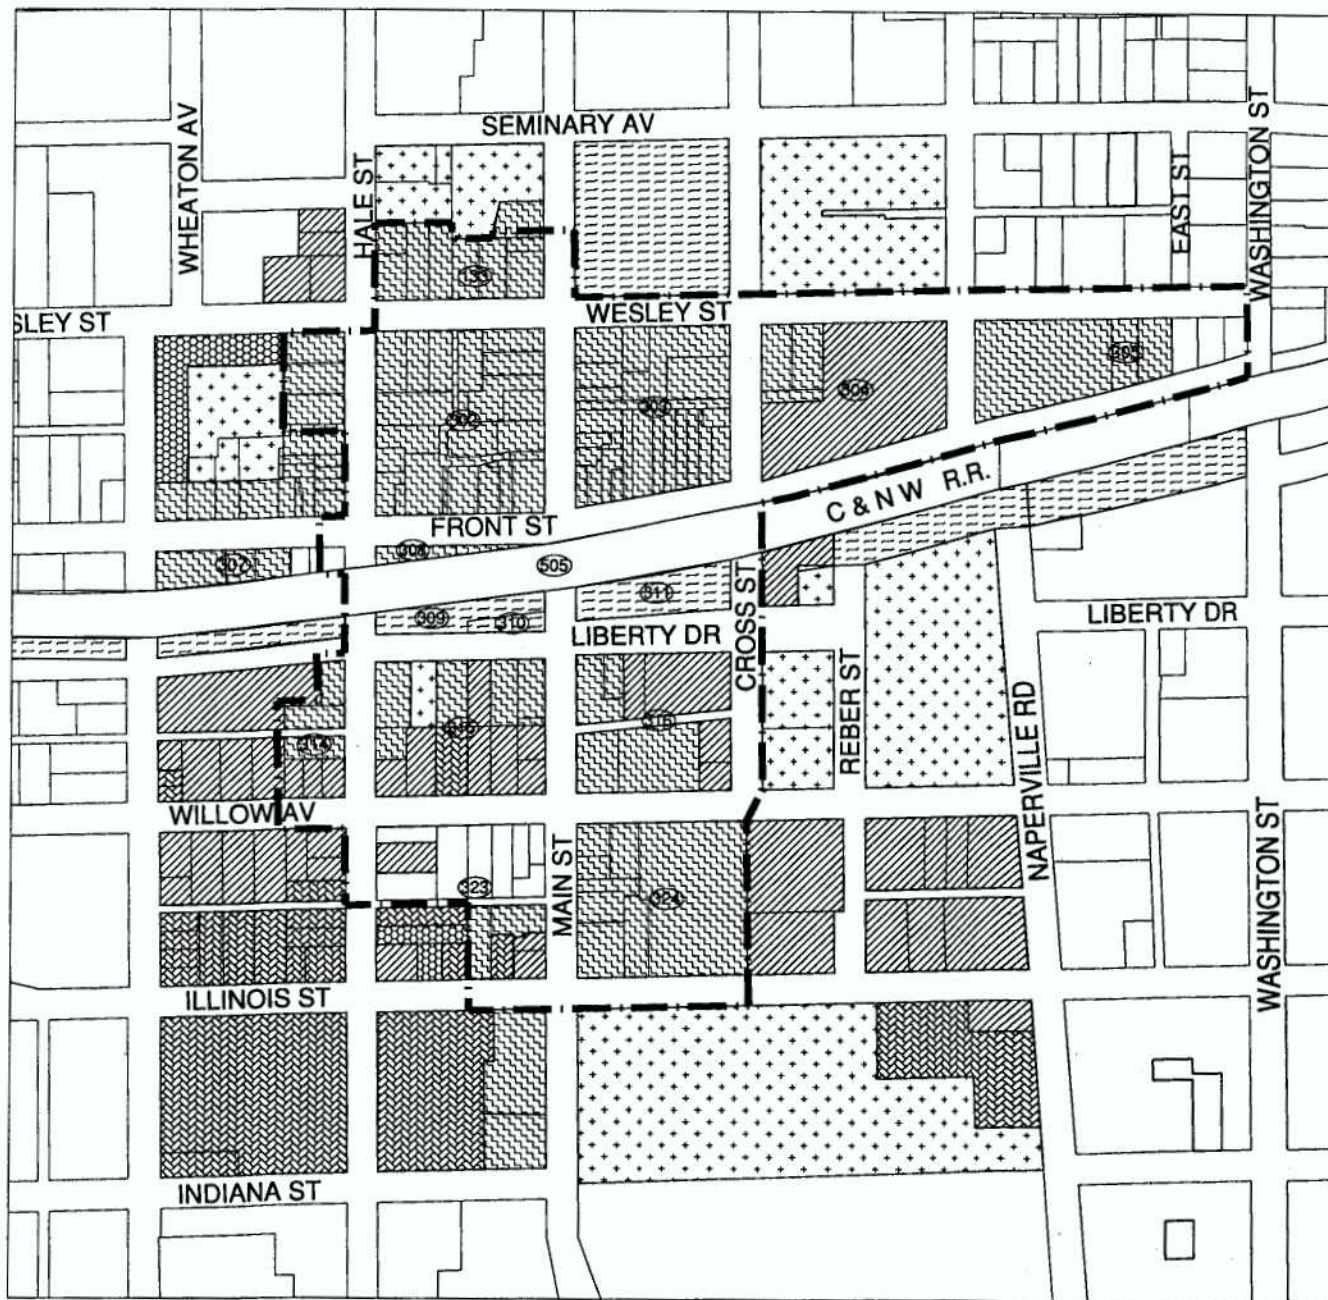 SEMINARY AV
WHEATON AV
HALE ST
EAST ST
WASHINGTON ST
SLEY ST
WESLEY ST
302
303
304
305
C & N W R.R.
FRONT ST
307
308
505
309
310
311
LIBERTY DR
CROSS ST
LIBERTY DR
REBER ST
NAPERVILLE RD
314
315
316
WILLOW AV
MAIN ST
323
324
WASHINGTON ST
ILLINOIS ST
INDIANA ST